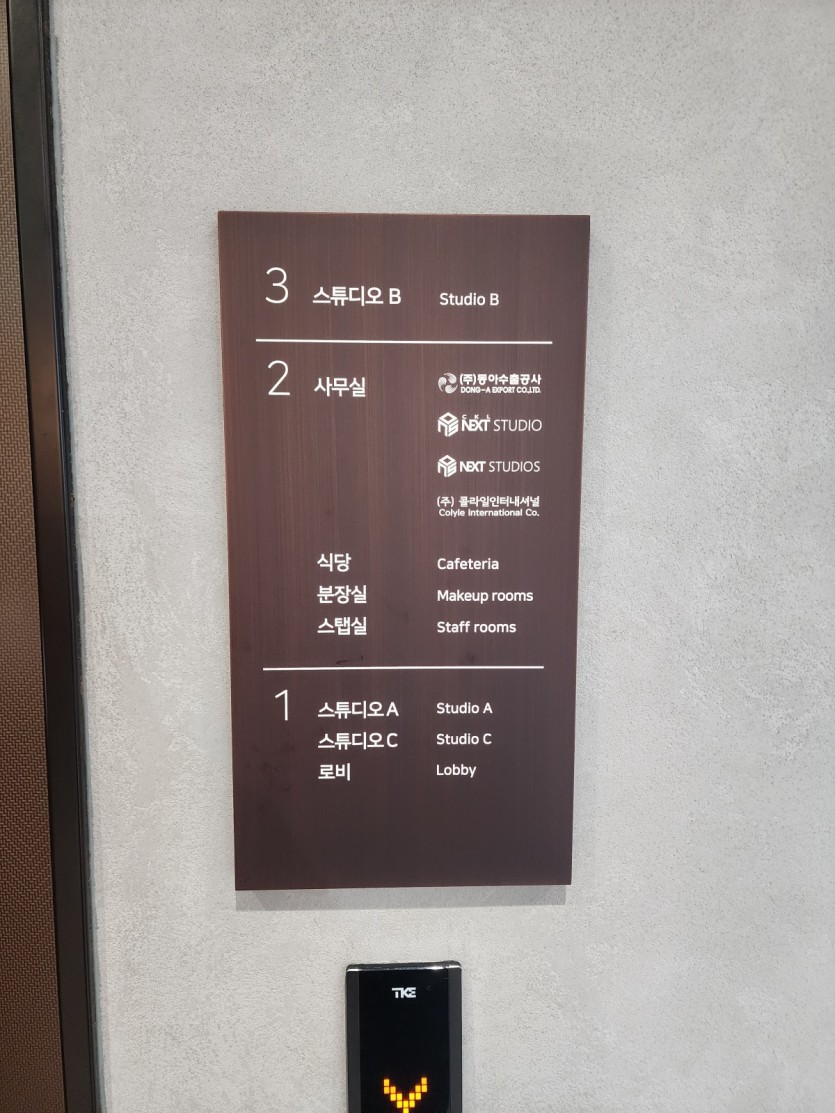 3 스튜디오 B Studio B
2 사무실 (주)동아수출공사
DONG-A EXPORT CO.,LTD.
CKL
NEXT STUDIO
NEXT STUDIOS
(주) 콜라일인터내셔널
Colyle International Co.
식당 Cafeteria
분장실 Makeup rooms
스탭실 Staff rooms
1 스튜디오 A Studio A
스튜디오 C Studio C
로비 Lobby
TKE